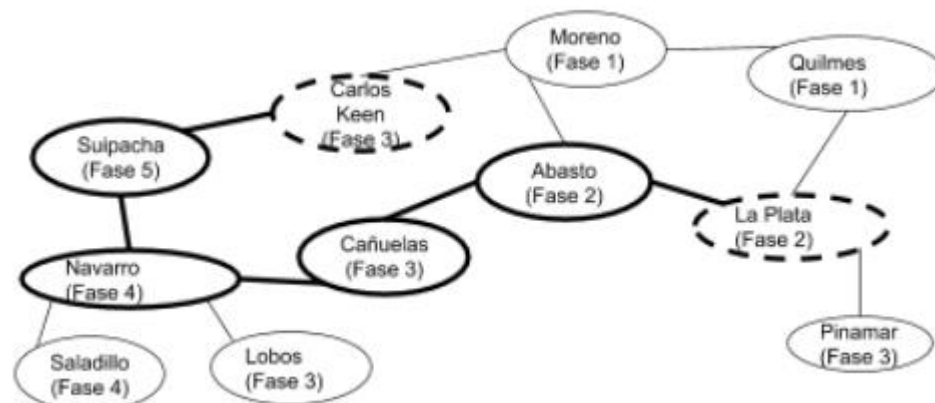 Moreno
(Fase 1)
Quilmes
(Fase 1)
Carlos
Keen
(Fase 3)
Suipacha
(Fase 5)
Abasto
(Fase 2)
La Plata
(Fase 2)
Cañuelas
(Fase 3)
Navarro
(Fase 4)
Pinamar
(Fase 3)
Saladillo
(Fase 4)
Lobos
(Fase 3)